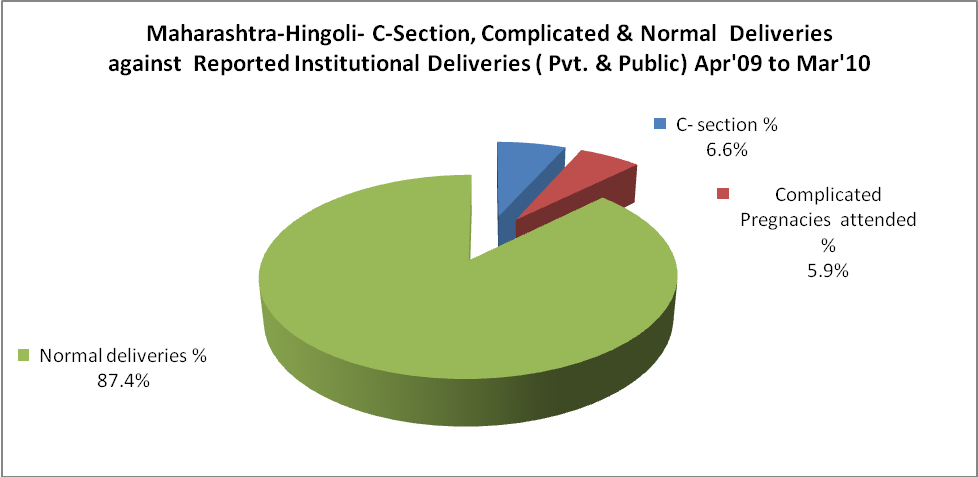 Maharashtra-Hingoli- C-Section, Complicated & Normal Deliveries
against Reported Institutional Deliveries ( Pvt. & Public) Apr'09 to Mar'10
C- section %
6.6%
Complicated
Pregnacies attended
%
5.9%
Normal deliveries %
87.4%